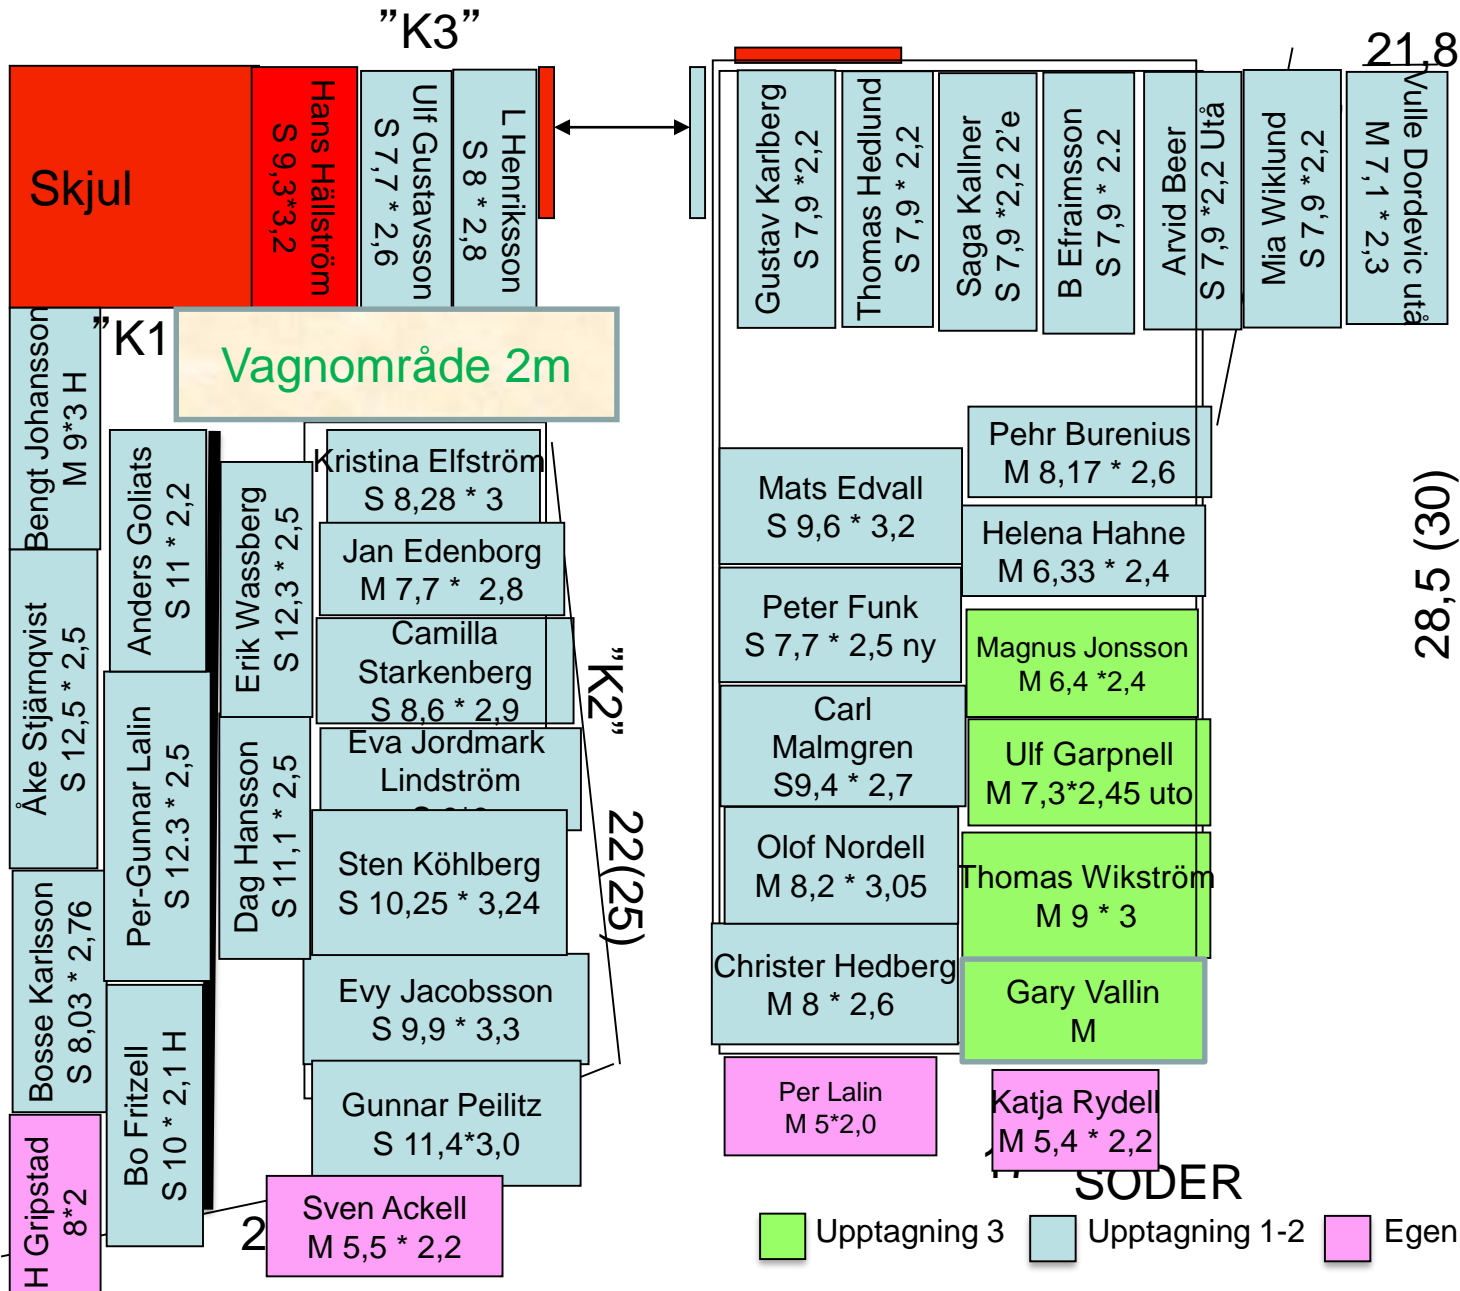 ”K3”
21,8
Skjul
Hans Hällström
S 9,3*3,2
Ulf Gustavsson
S 7,7 * 2,6
L Henriksson
S 8 * 2,8
Gustav Karlberg
S 7,9 *2,2
Thomas Hedlund
S 7,9 * 2,2
Saga Kallner
S 7,9 *2,2 2’e
B Efraimsson
S 7,9 * 2.2
Arvid Beer
S 7,9 *2,2 Utå
Mia Wiklund
S 7,9 *2,2
Vulle Dordevic utå
M 7,1 * 2,3
”K1
Vagnområde 2m
Bengt Johansson
M 9*3 H
Åke Stjärnqvist
S 12,5 * 2,5
Bosse Karlsson
S 8,03 * 2,76
H Gripstad
8*2
Anders Goliats
S 11 * 2,2
Per-Gunnar Lalin
S 12.3 * 2,5
Bo Fritzell
S 10 * 2,1 H
Erik Wassberg
S 12,3 * 2,5
Dag Hansson
S 11,1 * 2,5
Kristina Elfström
S 8,28 * 3
Jan Edenborg
M 7,7 * 2,8
Camilla
Starkenberg
S 8,6 * 2,9
Eva Jordmark
Lindström
Sten Köhlberg
S 10,25 * 3,24
Evy Jacobsson
S 9,9 * 3,3
Gunnar Peilitz
S 11,4*3,0
Sven Ackell
M 5,5 * 2,2
2
”K2”
22(25)
Mats Edvall
S 9,6 * 3,2
Peter Funk
S 7,7 * 2,5 ny
Carl
Malmgren
S9,4 * 2,7
Olof Nordell
M 8,2 * 3,05
Christer Hedberg
M 8 * 2,6
Per Lalin
M 5*2,0
Pehr Burenius
M 8,17 * 2,6
Helena Hahne
M 6,33 * 2,4
Magnus Jonsson
M 6,4 *2,4
Ulf Garpnell
M 7,3*2,45 uto
Thomas Wikström
M 9 * 3
Gary Vallin
M
Katja Rydell
M 5,4 * 2,2
28,5 (30)
SÖDER
Upptagning 3
Upptagning 1-2
Egen